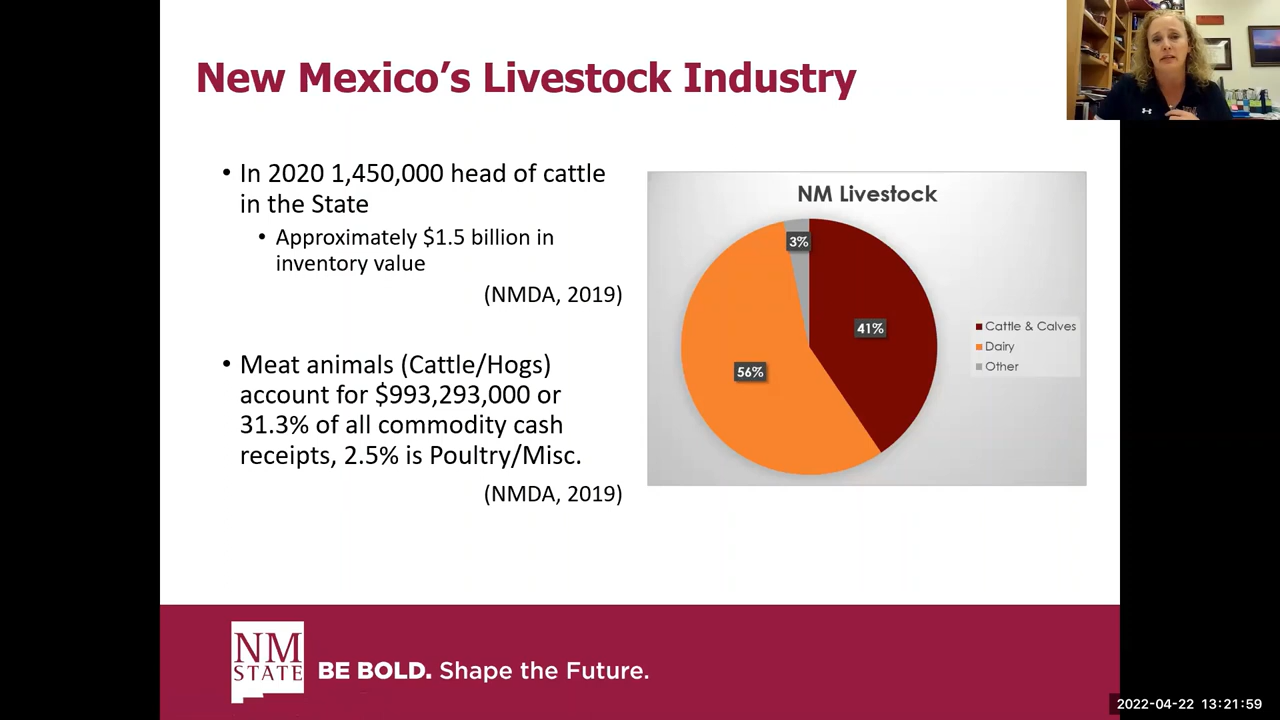 New Mexico's Livestock Industry
• In 2020 1,450,000 head of cattle
in the State
• Approximately $1.5 billion in
inventory value
(NMDA, 2019)
• Meat animals (Cattle/Hogs)
account for $993,293,000 or
31.3% of all commodity cash
receipts, 2.5% is Poultry/Misc.
(NMDA, 2019)
NM Livestock
3%
41%
56%
Cattle & Calves
Dairy
Other
NM
STATE
BE BOLD. Shape the Future.
2022-04-22 13:21:59